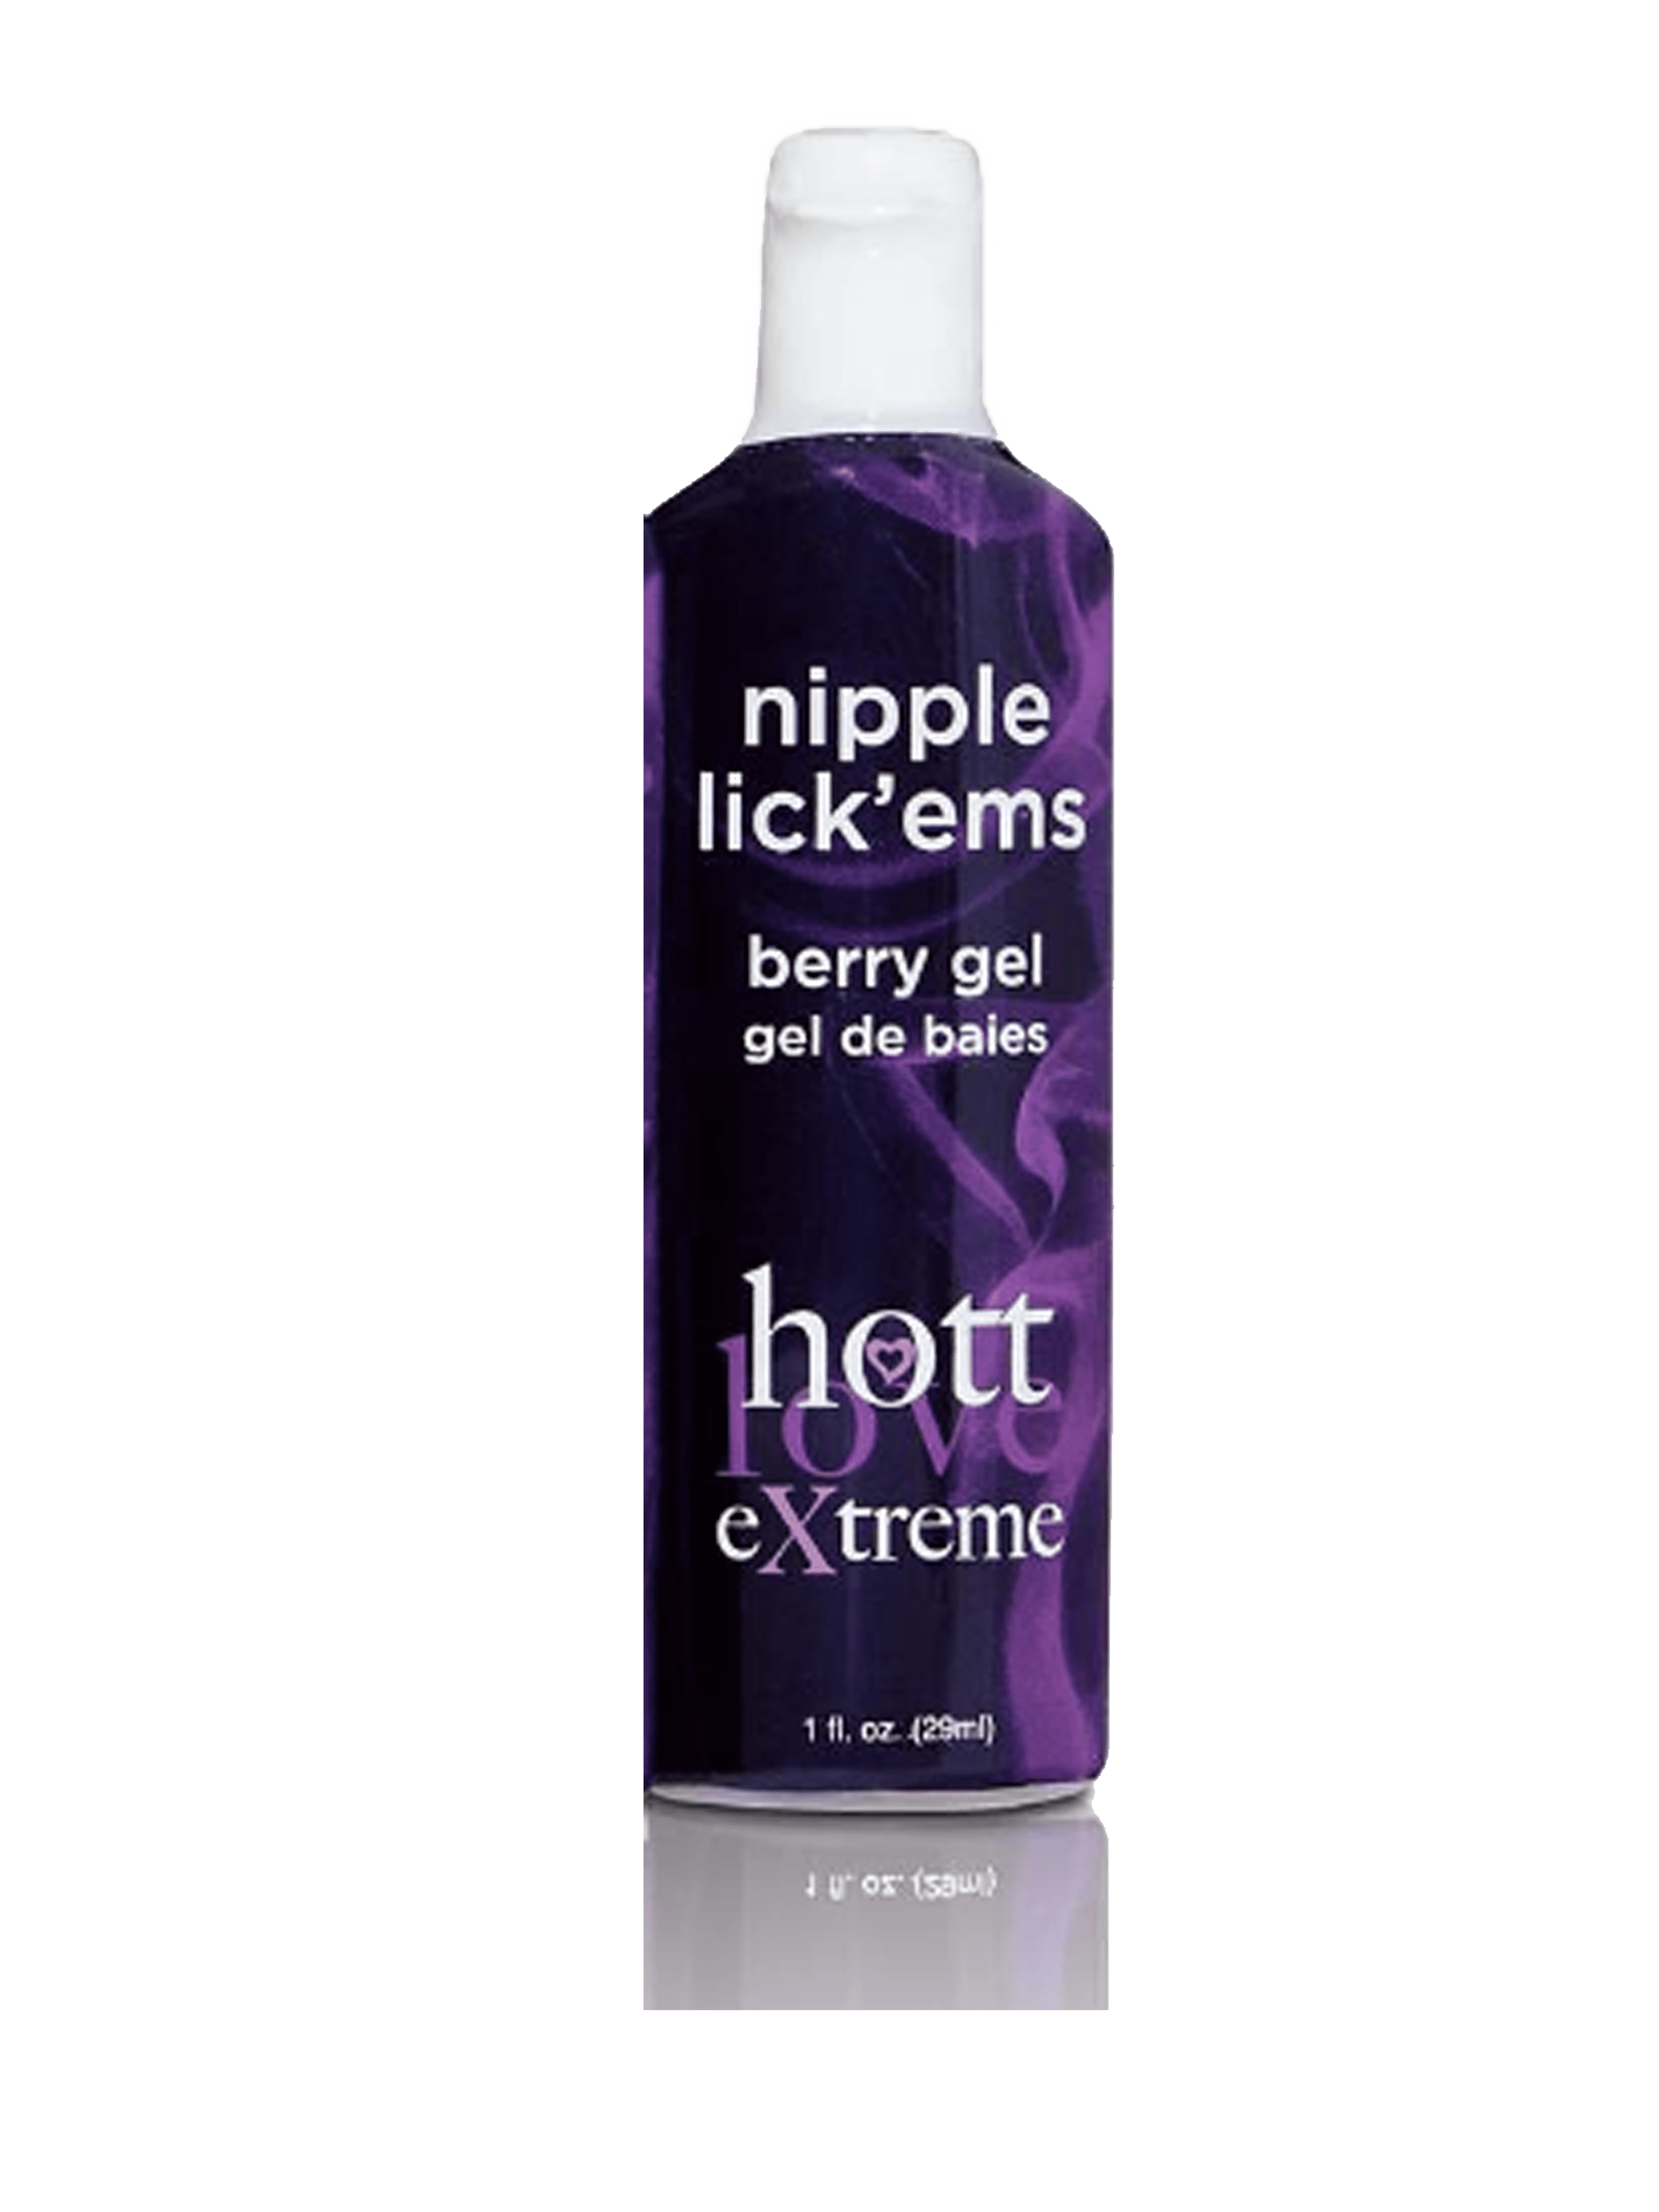 nipple
lick'ems
berry gel
gel de baies
hott
love
eXtreme
1 fl. oz. (29ml)
1 fl. oz. (29ml)